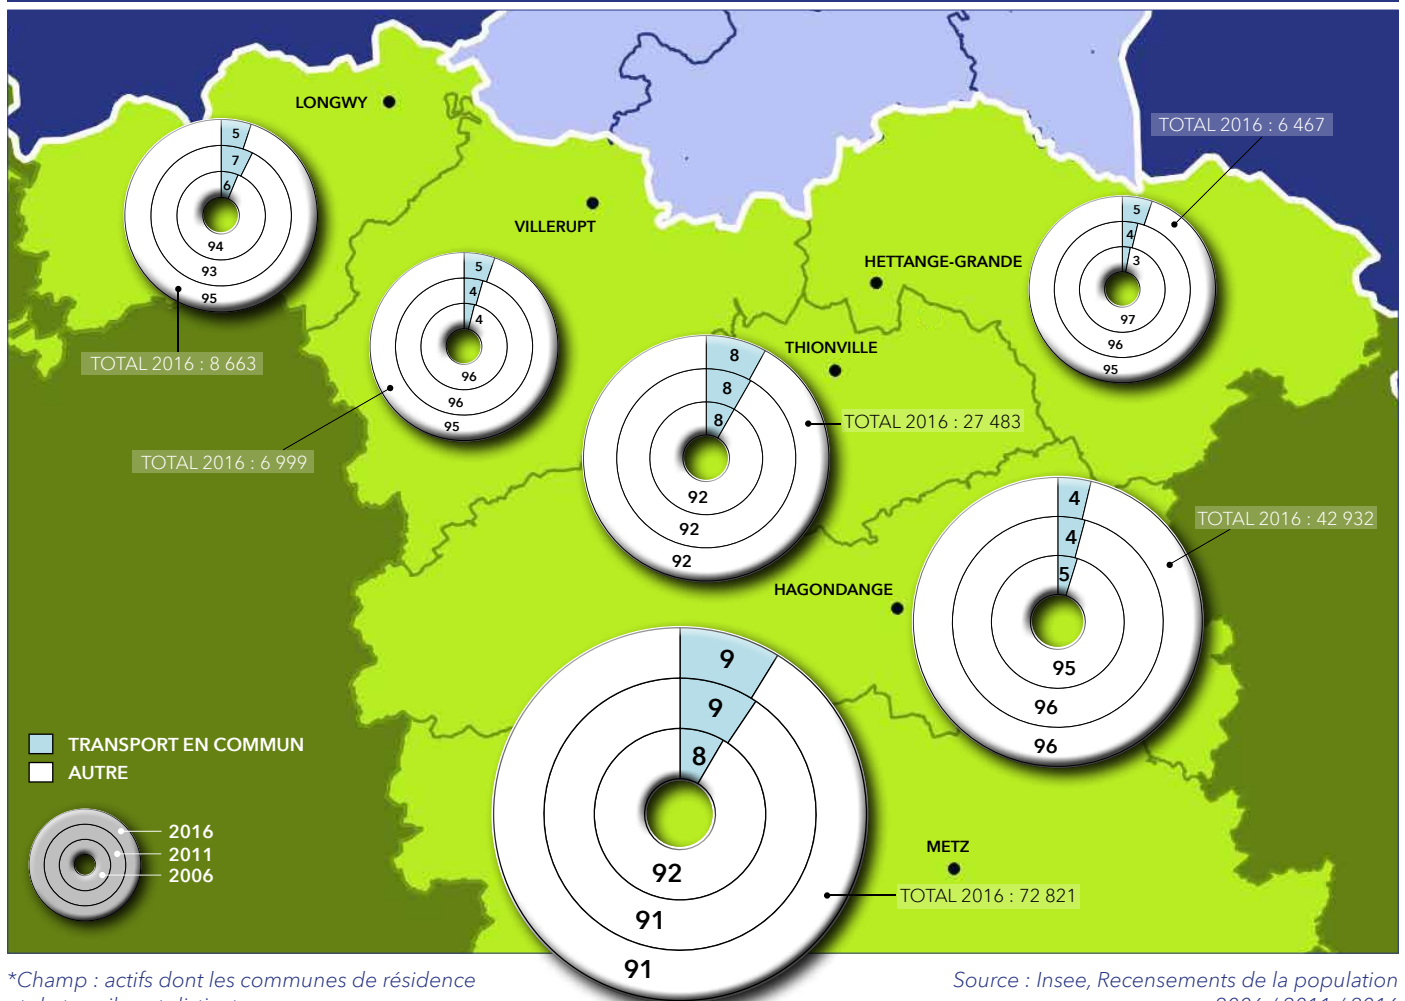 LONGWY
TOTAL 2016 : 6 467
5
7
6
94
93
95
TOTAL 2016 : 8 663
VILLERUPT
5
4
4
96
96
95
TOTAL 2016 : 6 999
HETTANGE-GRANDE
5
4
3
97
96
95
THIONVILLE
8
8
8
92
92
92
TOTAL 2016 : 27 483
4
4
5
95
96
96
TOTAL 2016 : 42 932
HAGONDANGE
9
9
8
92
91
91
METZ
TOTAL 2016 : 72 821
TRANSPORT EN COMMUN
AUTRE
2016
2011
2006
*Champ : actifs dont les communes de résidence
Source : Insee, Recensements de la population